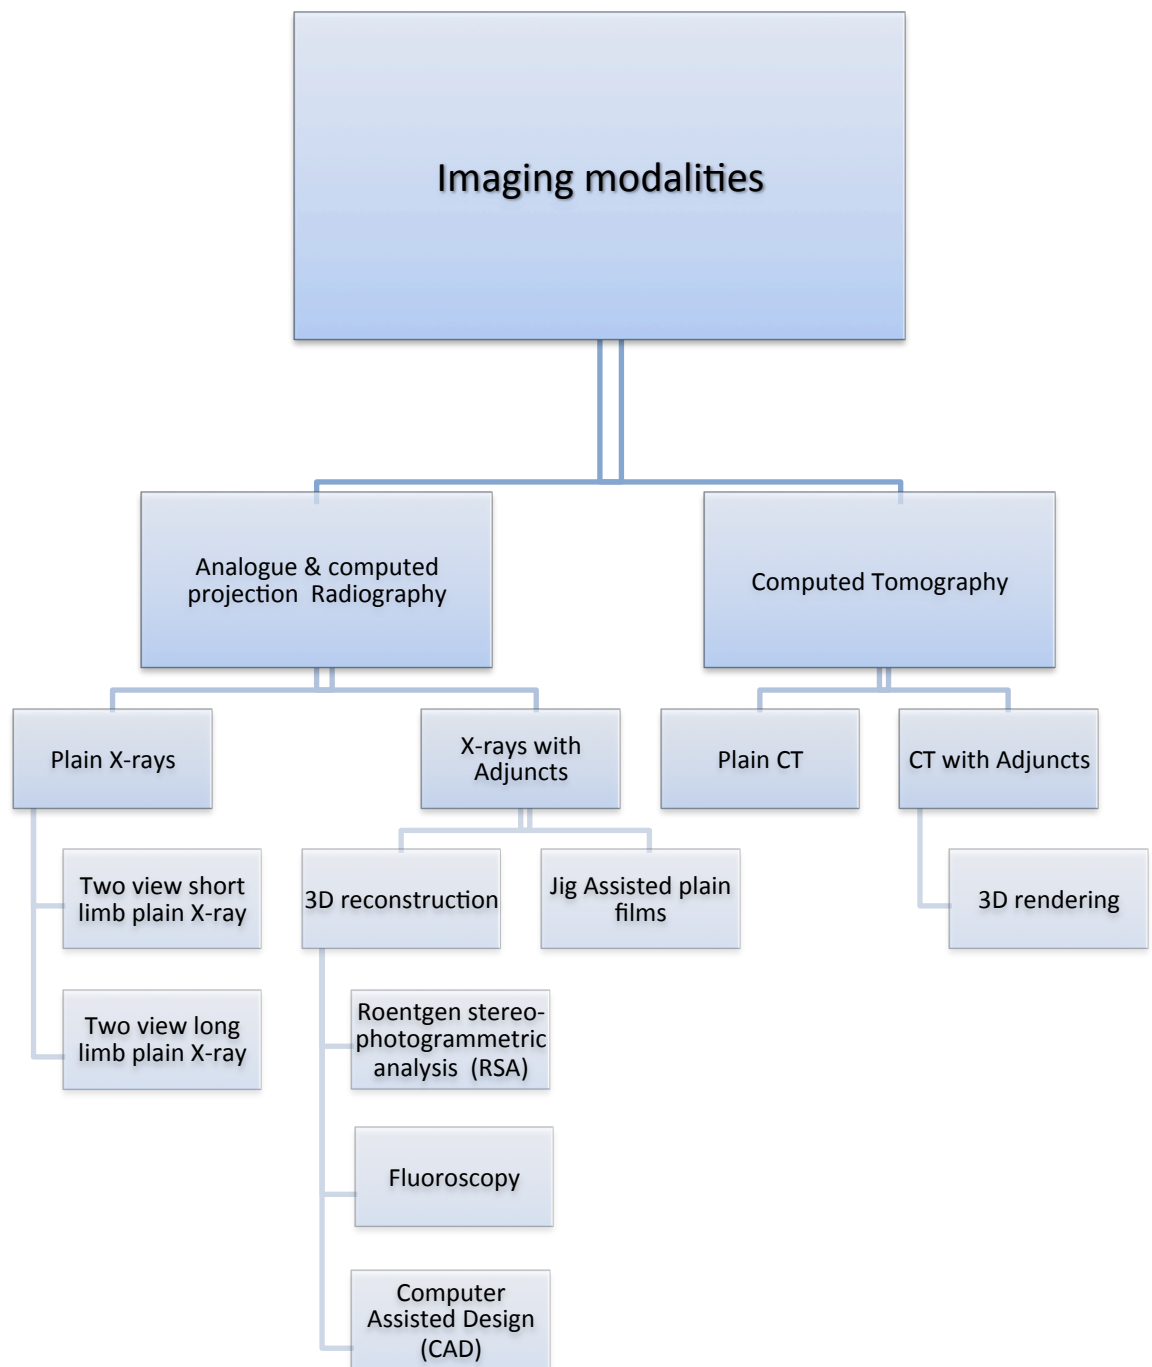 Imaging modalities
Analogue & computed
projection  Radiography
Computed Tomography
Plain X-rays
X-rays with
Adjuncts
Plain CT
CT with Adjuncts
Two view short
limb plain X-ray
3D reconstruction
Jig Assisted plain
films
3D rendering
Two view long
limb plain X-ray
Roentgen stereo-
photogrammetric
analysis  (RSA)
Fluoroscopy
Computer
Assisted Design
(CAD)